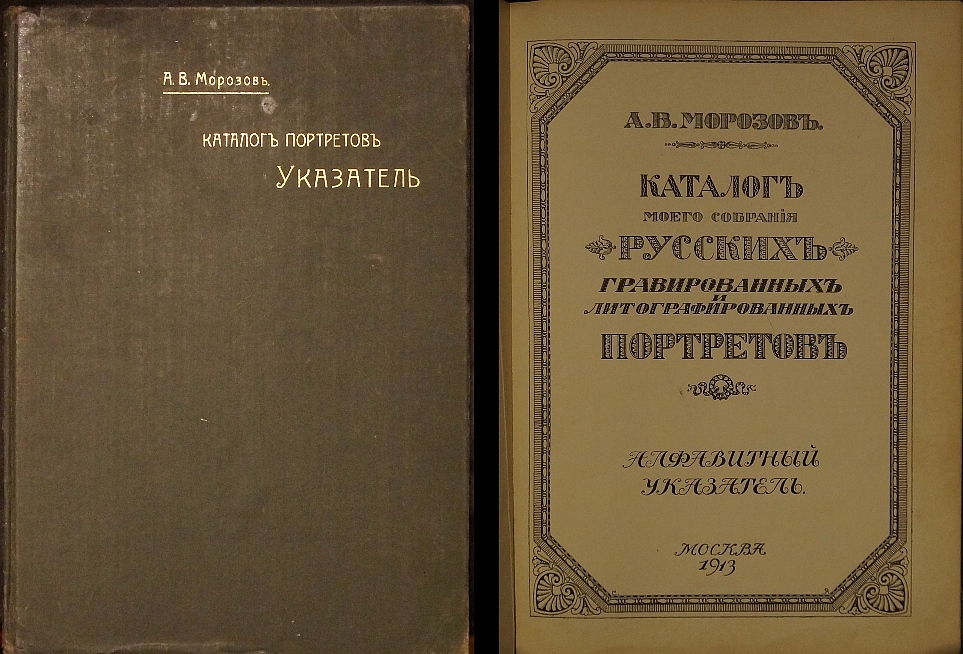 А. В. Морозовъ.
КАТАЛОГЪ ПОРТРЕТОВЪ
УКАЗАТЕЛЬ
А.В.МОРОЗОВЪ.
КАТАЛОГЪ
МОЕГО СОБРАНІЯ
РУССКИХЪ
ГРАВИРОВАННЫХЪ
И
ЛИТОГРАФИРОВАННЫХЪ
ПОРТРЕТОВЪ
АЛФАВИТНЫЙ
УКАЗАТЕЛЬ.
МОСКВА
1913